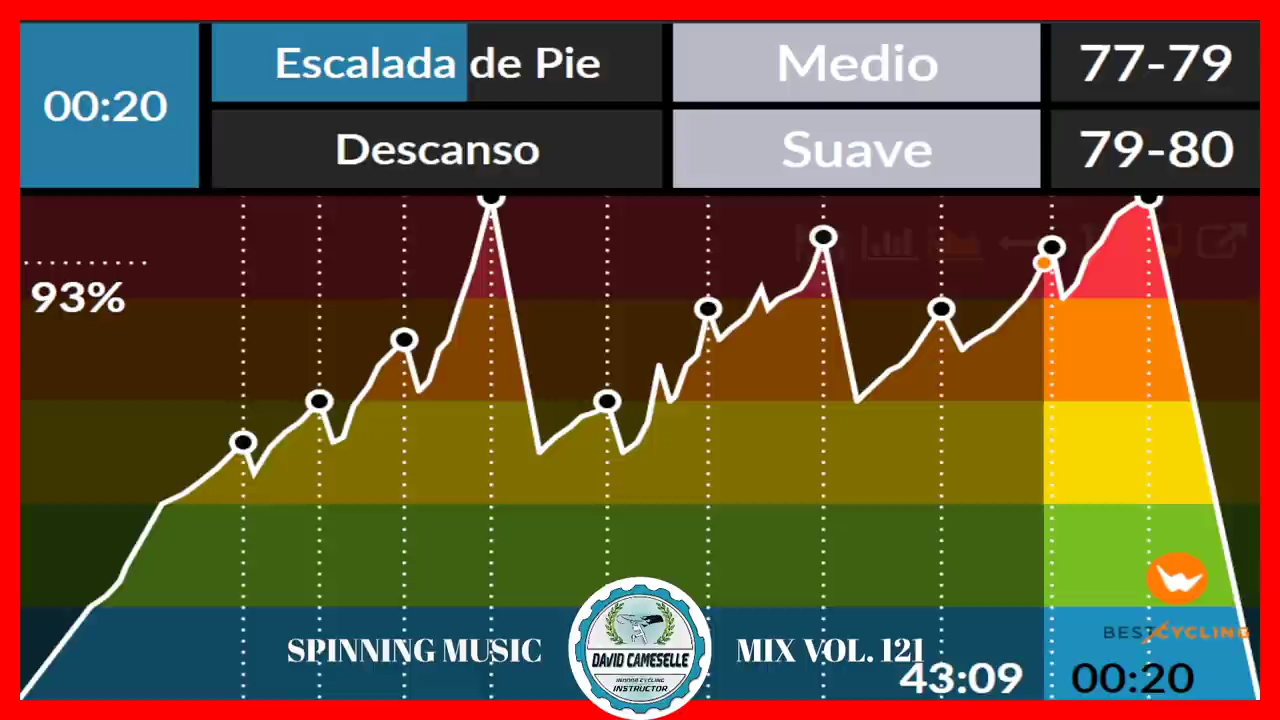 00:20
Escalada de Pie
Medio
77-79
Descanso
Suave
79-80
93%
SPINNING MUSIC
DAVID CAMESELLE
INDOOR CYCLING
INSTRUCTOR
MIX VOL. 121
BESTCYCLING
43:09
00:20